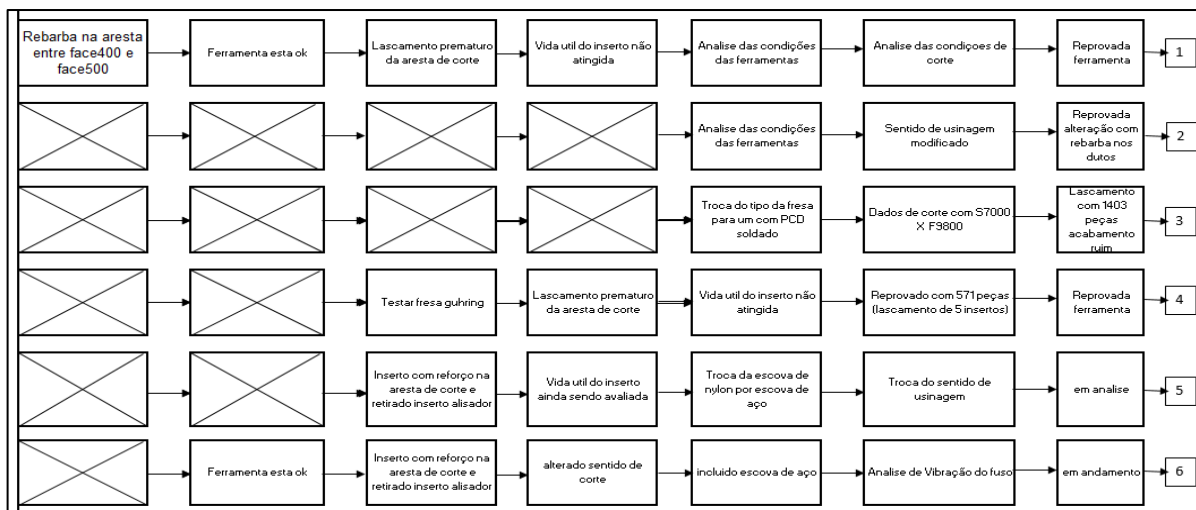 Rebarba na aresta
entre face400 e
face500
Ferramenta esta ok
Lascamento prematuro
da aresta de corte
Vida util do inserto não
atingida
Analise das condições
das ferramentas
Analise das condiçoes de
corte
Reprovada
ferramenta
1
Analise das condições
das ferramentas
Sentido de usinagem
modificado
Reprovada
alteração com
rebarba nos
dutos
2
Troca do tipo da fresa
para um com PCD
soldado
Dados de corte com S7000
X F9800
Lascamento
com 1403
peças
acabamento
ruim
3
Testar fresa guhring
Lascamento prematuro
da aresta de corte
Vida util do inserto não
atingida
Reprovado com 571 peças
(lascamento de 5 insertos)
Reprovada
ferramenta
4
Inserto com reforço na
aresta de corte e
retirado inserto alisador
Vida util do inserto
ainda sendo avaliada
Troca da escova de
nylon por escova de
aço
Troca do sentido de
usinagem
em analise
5
Ferramenta esta ok
Inserto com reforço na
aresta de corte e
retirado inserto alisador
alterado sentido de
corte
incluido escova de aço
Analise de Vibração do fuso
em andamento
6